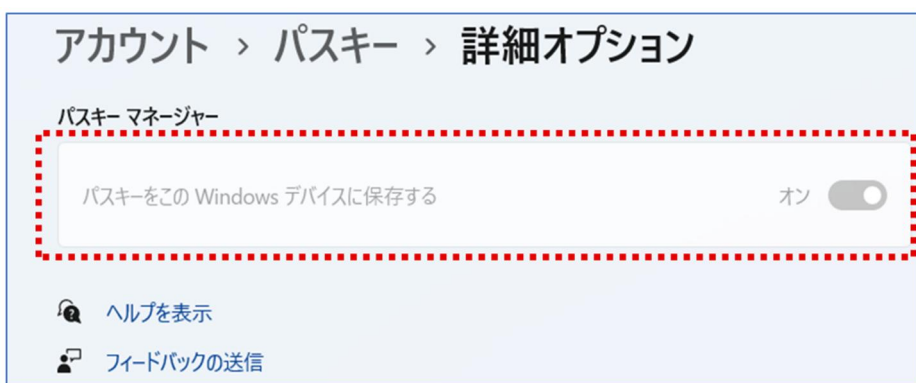 アカウント › パスキー › 詳細オプション
パスキー マネージャー
パスキーをこの Windows デバイスに保存する オン
ヘルプを表示
フィードバックの送信